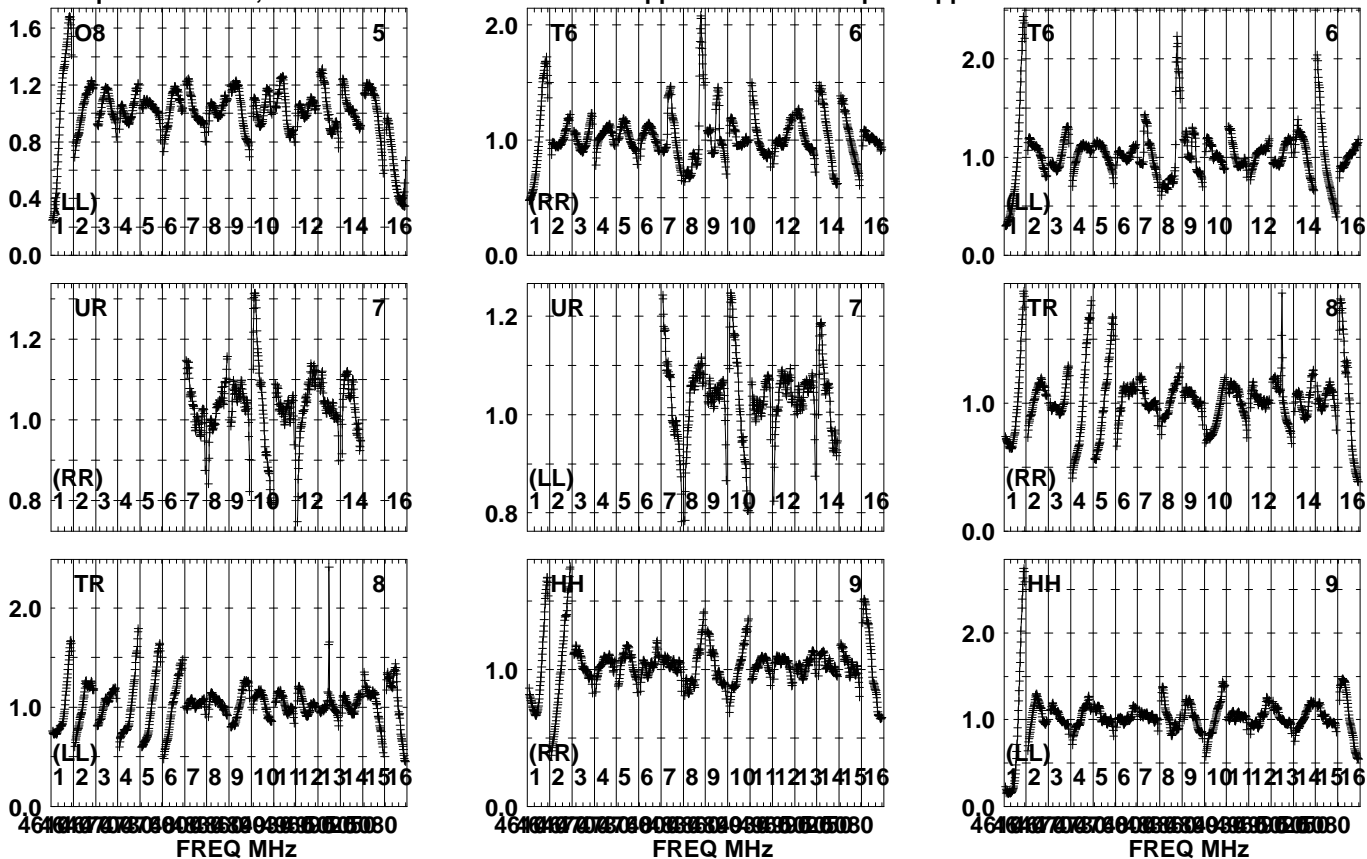 O8 5
1.6
1.2
0.8
0.4
0.0
(LL)
1 2 3 4 5 6 7 8 9 10 12 14 16
T6 6
2.0
1.0
0.0
(RR)
1 2 3 4 5 6 7 8 9 10 12 14 16
T6 6
2.0
1.0
0.0
(LL)
1 2 3 4 5 6 7 8 9 10 12 14 16
UR 7
1.2
1.0
0.8
(RR)
1 2 3 4 5 6 7 8 9 10 12 14 16
UR 7
1.2
1.0
0.8
(LL)
1 2 3 4 5 6 7 8 9 10 12 14 16
TR 8
1.0
0.0
(RR)
1 2 3 4 5 6 7 8 9 10 12 14 16
TR 8
2.0
1.0
0.0
(LL)
1 2 3 4 5 6 7 8 9 10 11 12 13 14 15 16
FREQ MHz
HH 9
1.0
0.0
(RR)
1 2 3 4 5 6 7 8 9 10 11 12 13 14 15 16
FREQ MHz
HH 9
2.0
1.0
0.0
(LL)
1 2 3 4 5 6 7 8 9 10 11 12 13 14 15 16
FREQ MHz